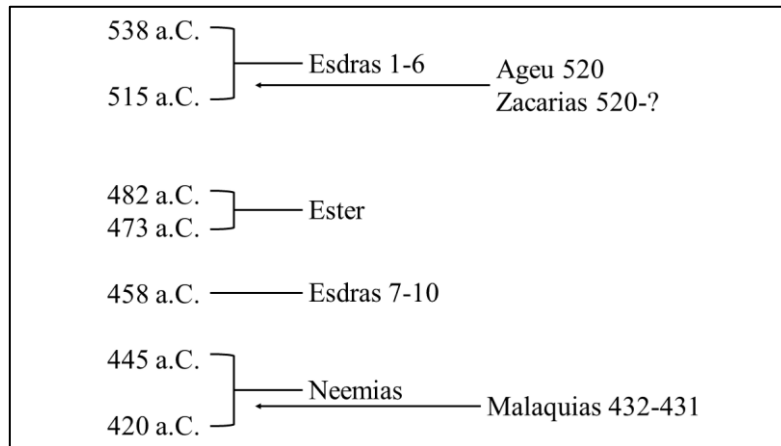 538 a.C.
Esdras 1-6
Ageu 520
515 a.C.
Zacarias 520-?
482 a.C.
Ester
473 a.C.
458 a.C.
Esdras 7-10
445 a.C.
Neemias
Malaquias 432-431
420 a.C.